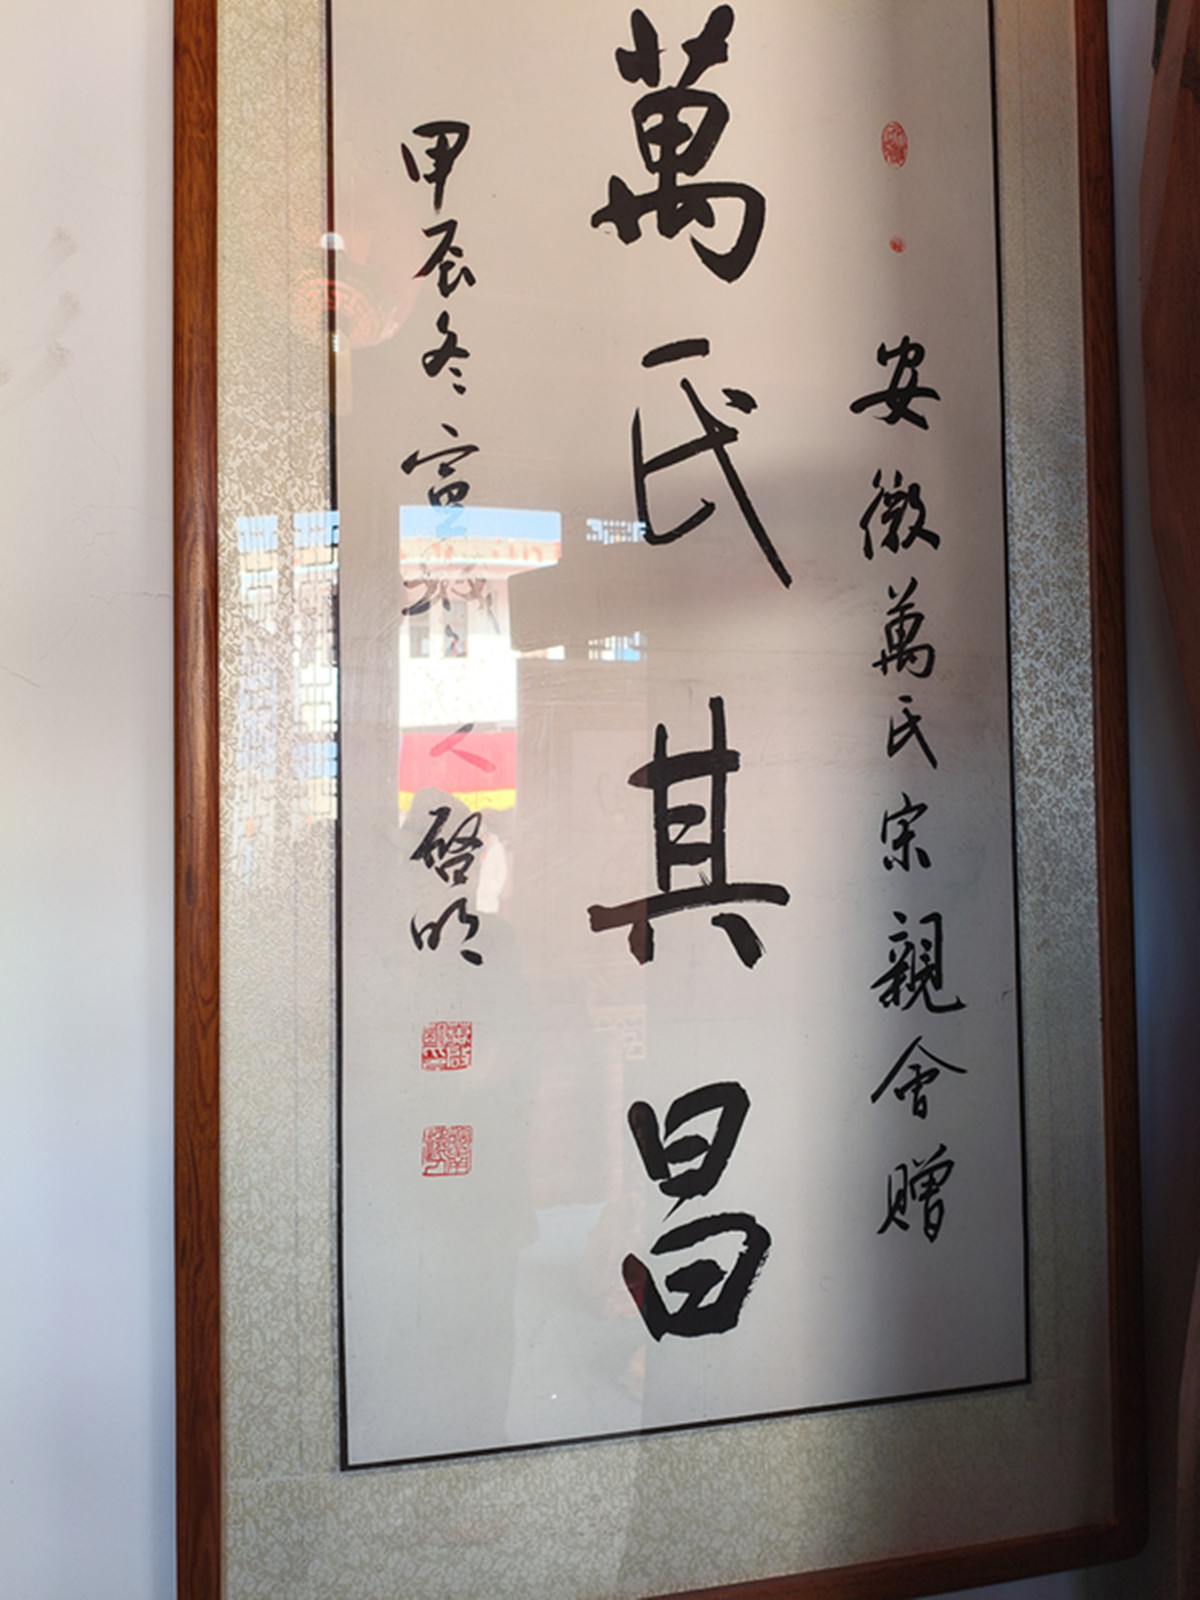 安徽萬氏宗親會贈
萬氏其昌
甲辰冬宣城人啓明